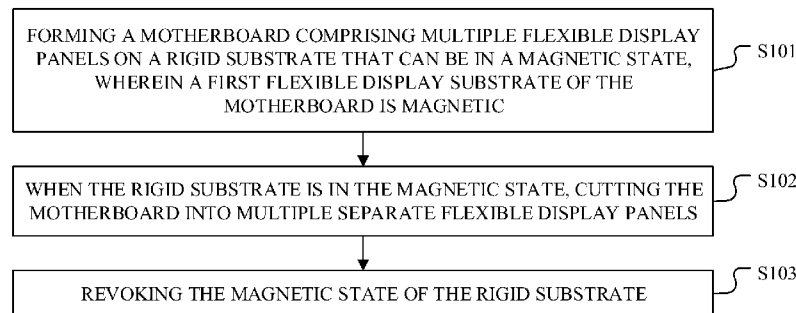 FORMING A MOTHERBOARD COMPRISING MULTIPLE FLEXIBLE DISPLAY
PANELS ON A RIGID SUBSTRATE THAT CAN BE IN A MAGNETIC STATE,
WHEREIN A FIRST FLEXIBLE DISPLAY SUBSTRATE OF THE
MOTHERBOARD IS MAGNETIC
S101
WHEN THE RIGID SUBSTRATE IS IN THE MAGNETIC STATE, CUTTING THE
MOTHERBOARD INTO MULTIPLE SEPARATE FLEXIBLE DISPLAY PANELS
S102
REVOKING THE MAGNETIC STATE OF THE RIGID SUBSTRATE
S103